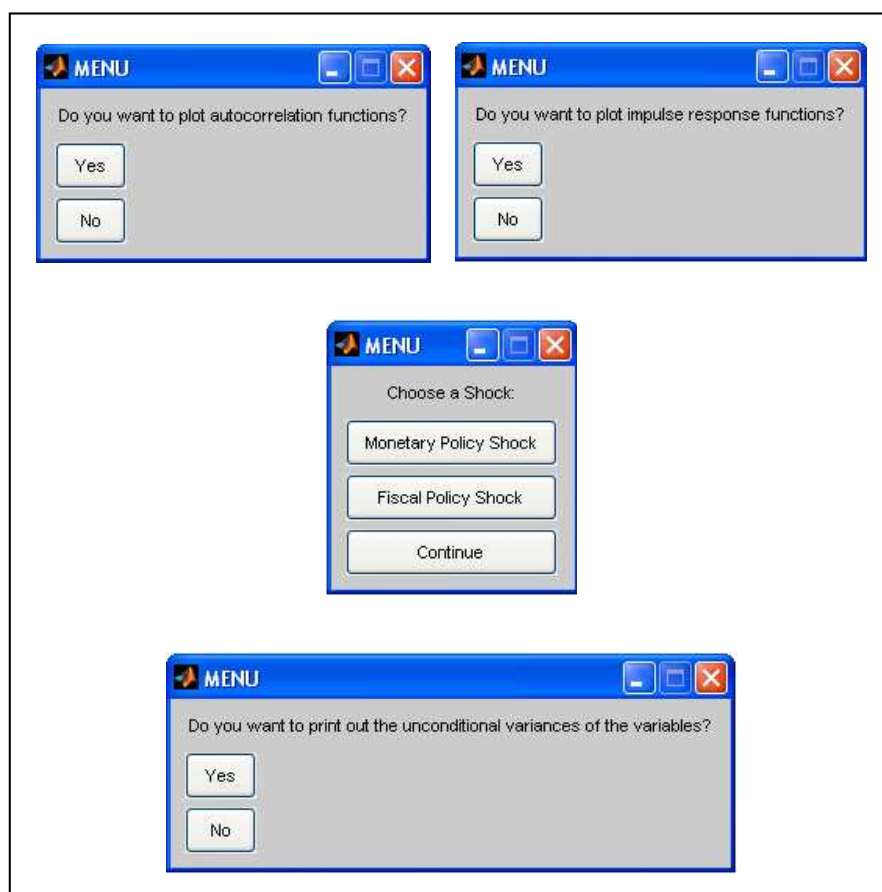 MENU
Do you want to plot autocorrelation functions?
Yes
No
MENU
Do you want to plot impulse response functions?
Yes
No
MENU
Choose a Shock:
Monetary Policy Shock
Fiscal Policy Shock
Continue
MENU
Do you want to print out the unconditional variances of the variables?
Yes
No